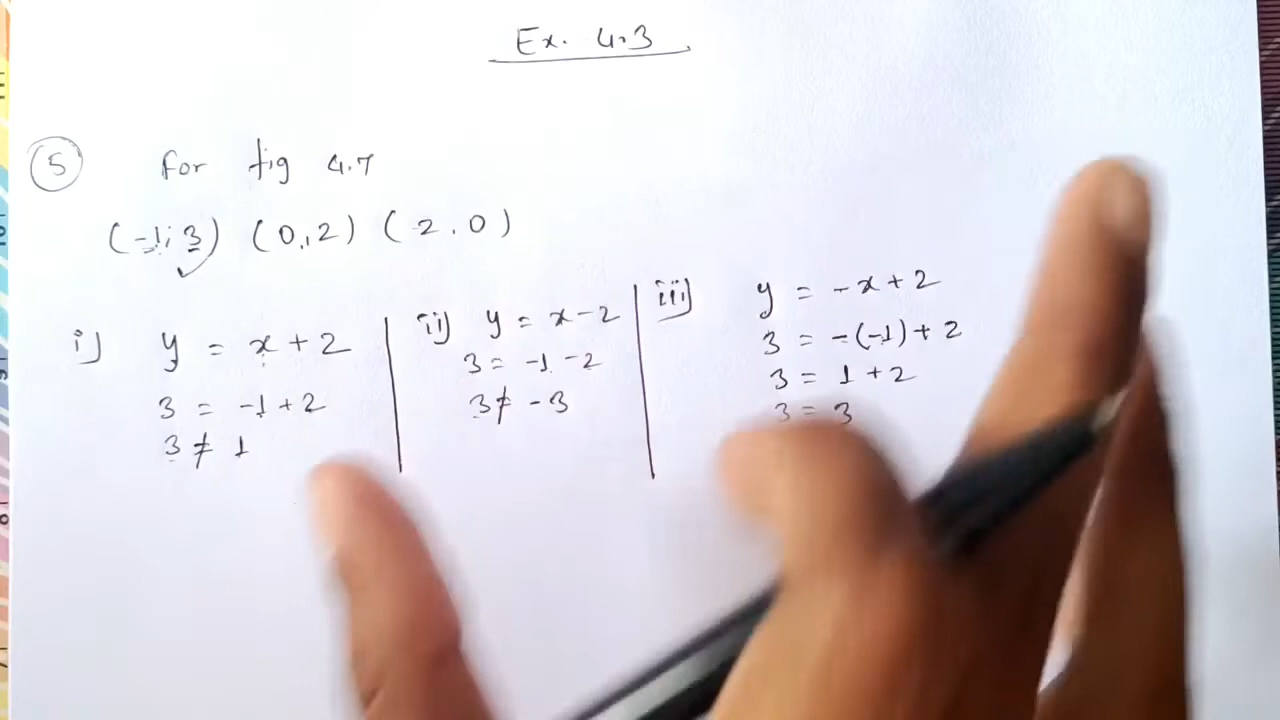 Ex. 4.3
5 For fig 4.7
(-1, 3) (0, 2) (2, 0)
i) y = x + 2
3 = -1 + 2
3 ≠ 1
ii) y = x - 2
3 = -1 - 2
3 ≠ -3
iii) y = -x + 2
3 = -(-1) + 2
3 = 1 + 2
3 = 3